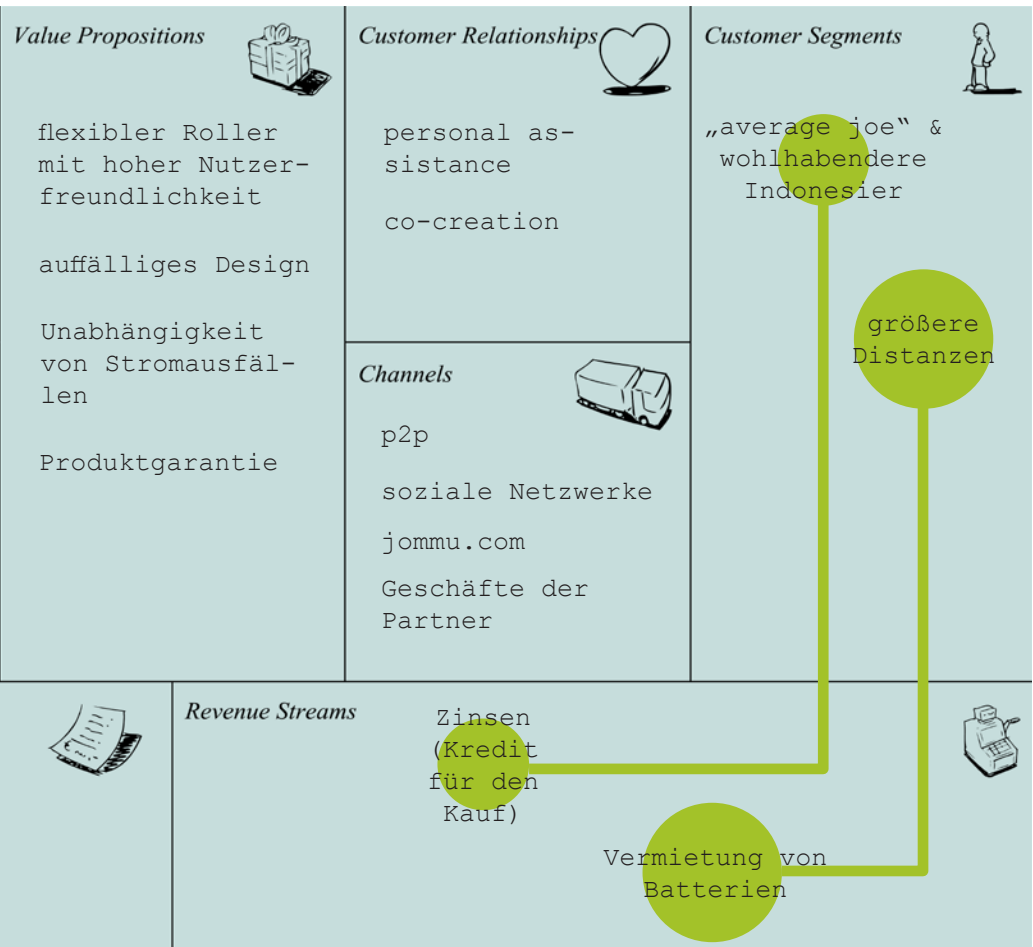 Value Propositions
flexibler Roller
mit hoher Nutzer-
freundlichkeit
auffälliges Design
Unabhängigkeit
von Stromausfäl-
len
Produktgarantie
Customer Relationships
personal as-
sistance
co-creation
Channels
p2p
soziale Netzwerke
jommu.com
Geschäfte der
Partner
Customer Segments
„average joe“ &
wohlhabendere
Indonesier
größere
Distanzen
Revenue Streams
Zinsen
(Kredit
für den
Kauf)
Vermietung von
Batterien